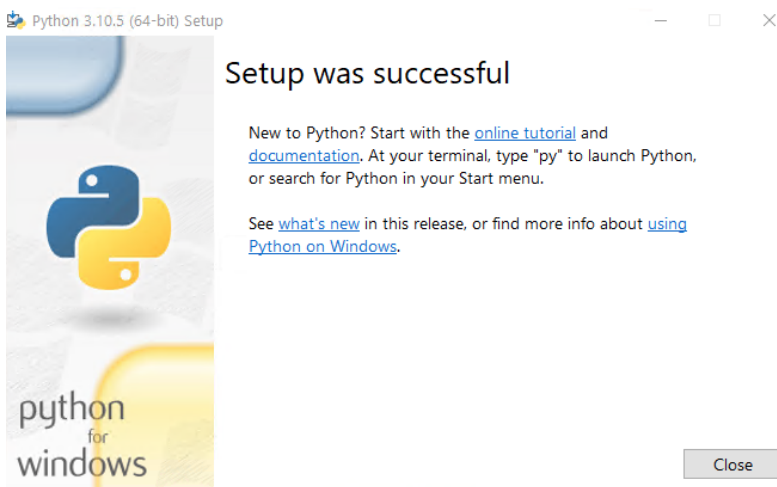 Python 3.10.5 (64-bit) Setup
Setup was successful
New to Python? Start with the online tutorial and
documentation. At your terminal, type "py" to launch Python,
or search for Python in your Start menu.
See what's new in this release, or find more info about using
Python on Windows.
python
for
windows
Close